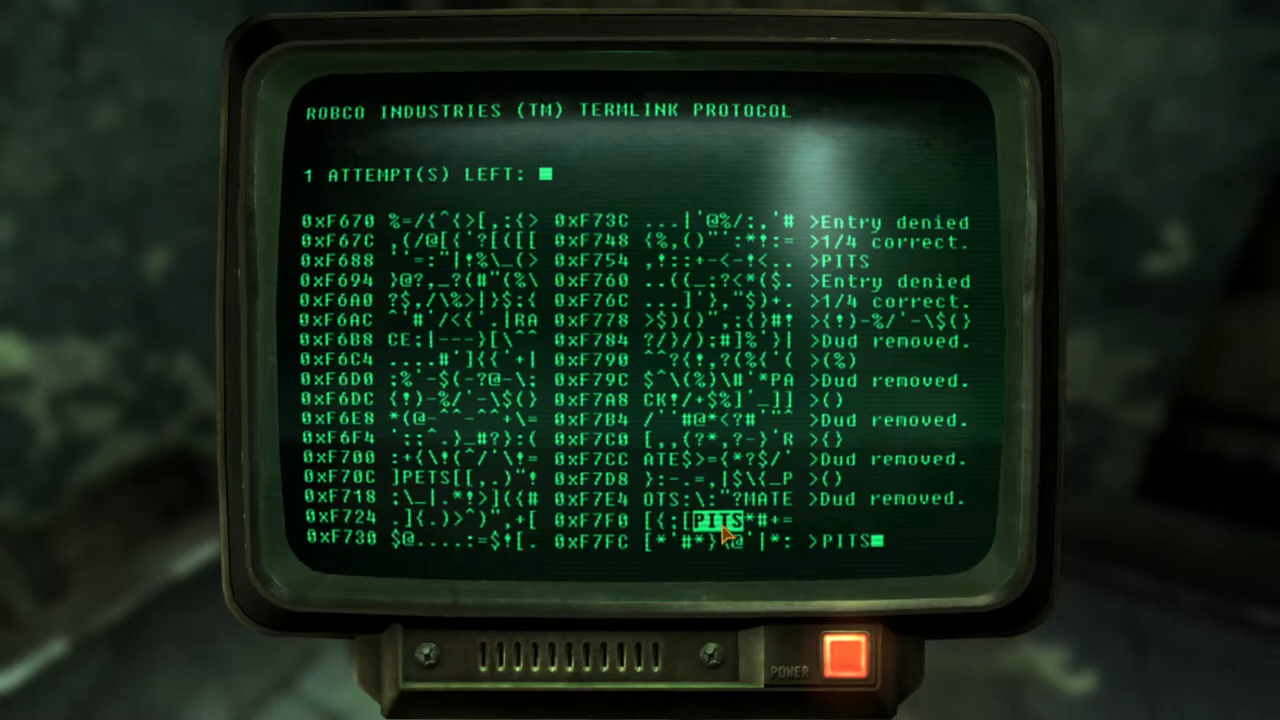 ROBCO INDUSTRIES (TM) TERMLINK PROTOCOL
1 ATTEMPT(S) LEFT:
0xF670 %=/{^{>[,:{> 0xF73C ...|'@%/:,'# >Entry denied
0xF67C ,(/@[{'?[([[ 0xF748 {%,()"':*!:= >1/4 correct.
0xF688 ''=:"|!%\_(> 0xF754 ,!::+-<-!<.. >PITS
0xF694 }@?,_?(#"(%\ 0xF760 ..((_;?<*($. >Entry denied
0xF6A0 ?$,/\%>|}$;{ 0xF76C ...]'},"$)+. >1/4 correct.
0xF6AC ^'#'/<{'.|RA 0xF778 >$)()",;{}#! >{!)-%/'-\$(}
0xF6B8 CE:|---}[\^^ 0xF784 ?/}/);#]%'}| >Dud removed.
0xF6C4 ....#']{{'+| 0xF790 ^^?{!,?(%{'( >(%)
0xF6D0 :%'-$(-?@-\: 0xF79C $^\(%)\#'*PA >Dud removed.
0xF6DC {!)-%/'-\$(} 0xF7A8 CK!/+$%]'_]] >()
0xF6E8 *(@-^^-^^+\= 0xF7B4 /''#@*<?#'"^ >Dud removed.
0xF6F4 '::^.}_#?}:( 0xF7C0 [,,(?*,?-}'R >{}
0xF700 :+{\!(^/'\!= 0xF7CC ATE$>={*?$/' >Dud removed.
0xF70C ]PETS[[,.)"! 0xF7D8 }:-.=,|$\{_P >()
0xF718 :\_|.*!>]({# 0xF7E4 OTS:\:"?MATE >Dud removed.
0xF724 .]{.)>^)",+[ 0xF7F0 [{;[PITS*#+=
0xF730 $@....:=$![. 0xF7FC [*'#*}{@'|*: >PITS
POWER